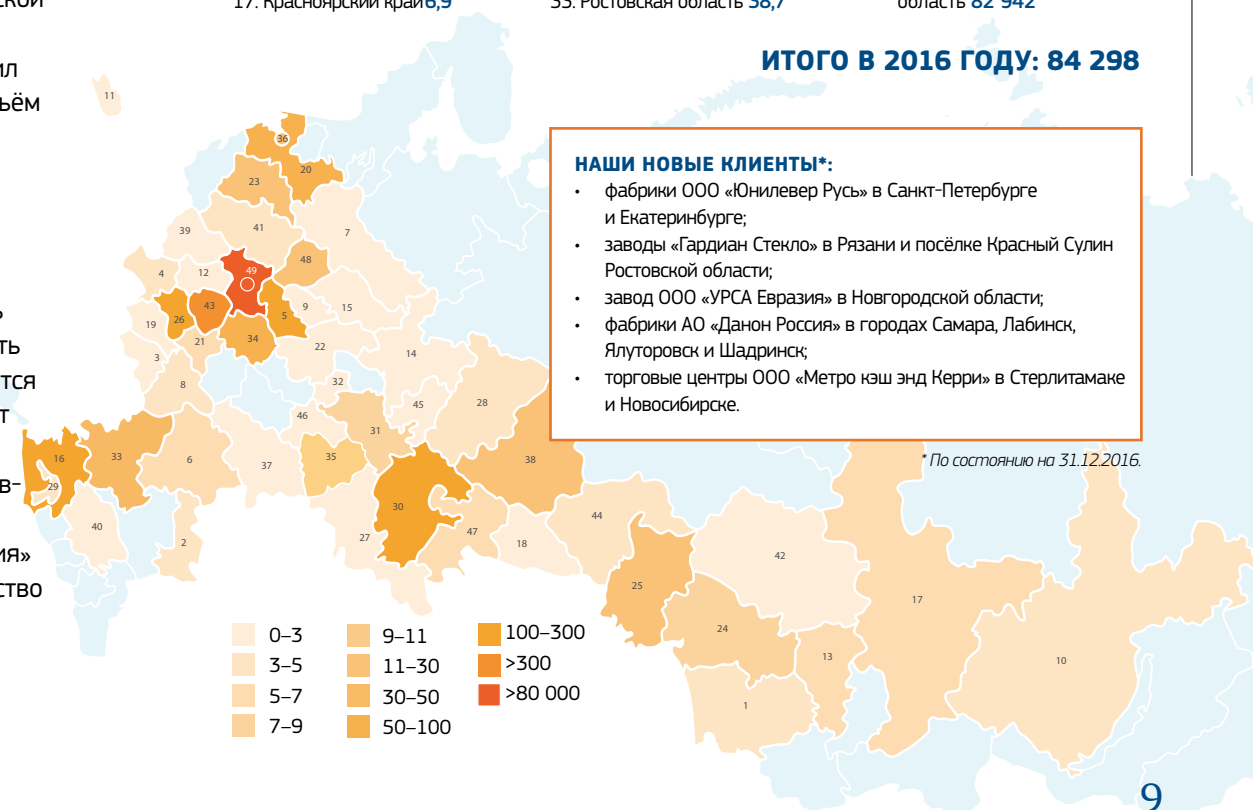 ской
ил
ъём
ть
тся
т
в-
ия»
ство
17. Красноярский край 6,9
33. Ростовская область 38,7
область 82 942
ИТОГО В 2016 ГОДУ: 84 298
НАШИ НОВЫЕ КЛИЕНТЫ*:
• фабрики ООО «Юнилевер Русь» в Санкт-Петербурге
и Екатеринбурге;
• заводы «Гардиан Стекло» в Рязани и посёлке Красный Сулин
Ростовской области;
• завод ООО «УРСА Евразия» в Новгородской области;
• фабрики АО «Данон Россия» в городах Самара, Лабинск,
Ялуторовск и Шадринск;
• торговые центры ООО «Метро кэш энд Керри» в Стерлитамаке
и Новосибирске.
* По состоянию на 31.12.2016.
11
36
20
23
41
39
7
4
12
49
48
19
26
43
5
9
15
3
21
34
22
14
8
32
45
28
46
31
16
33
6
37
35
38
29
30
40
2
27
47
18
44
42
25
17
24
13
10
1
0–3
3–5
5–7
7–9
9–11
11–30
30–50
50–100
100–300
>300
>80 000
9